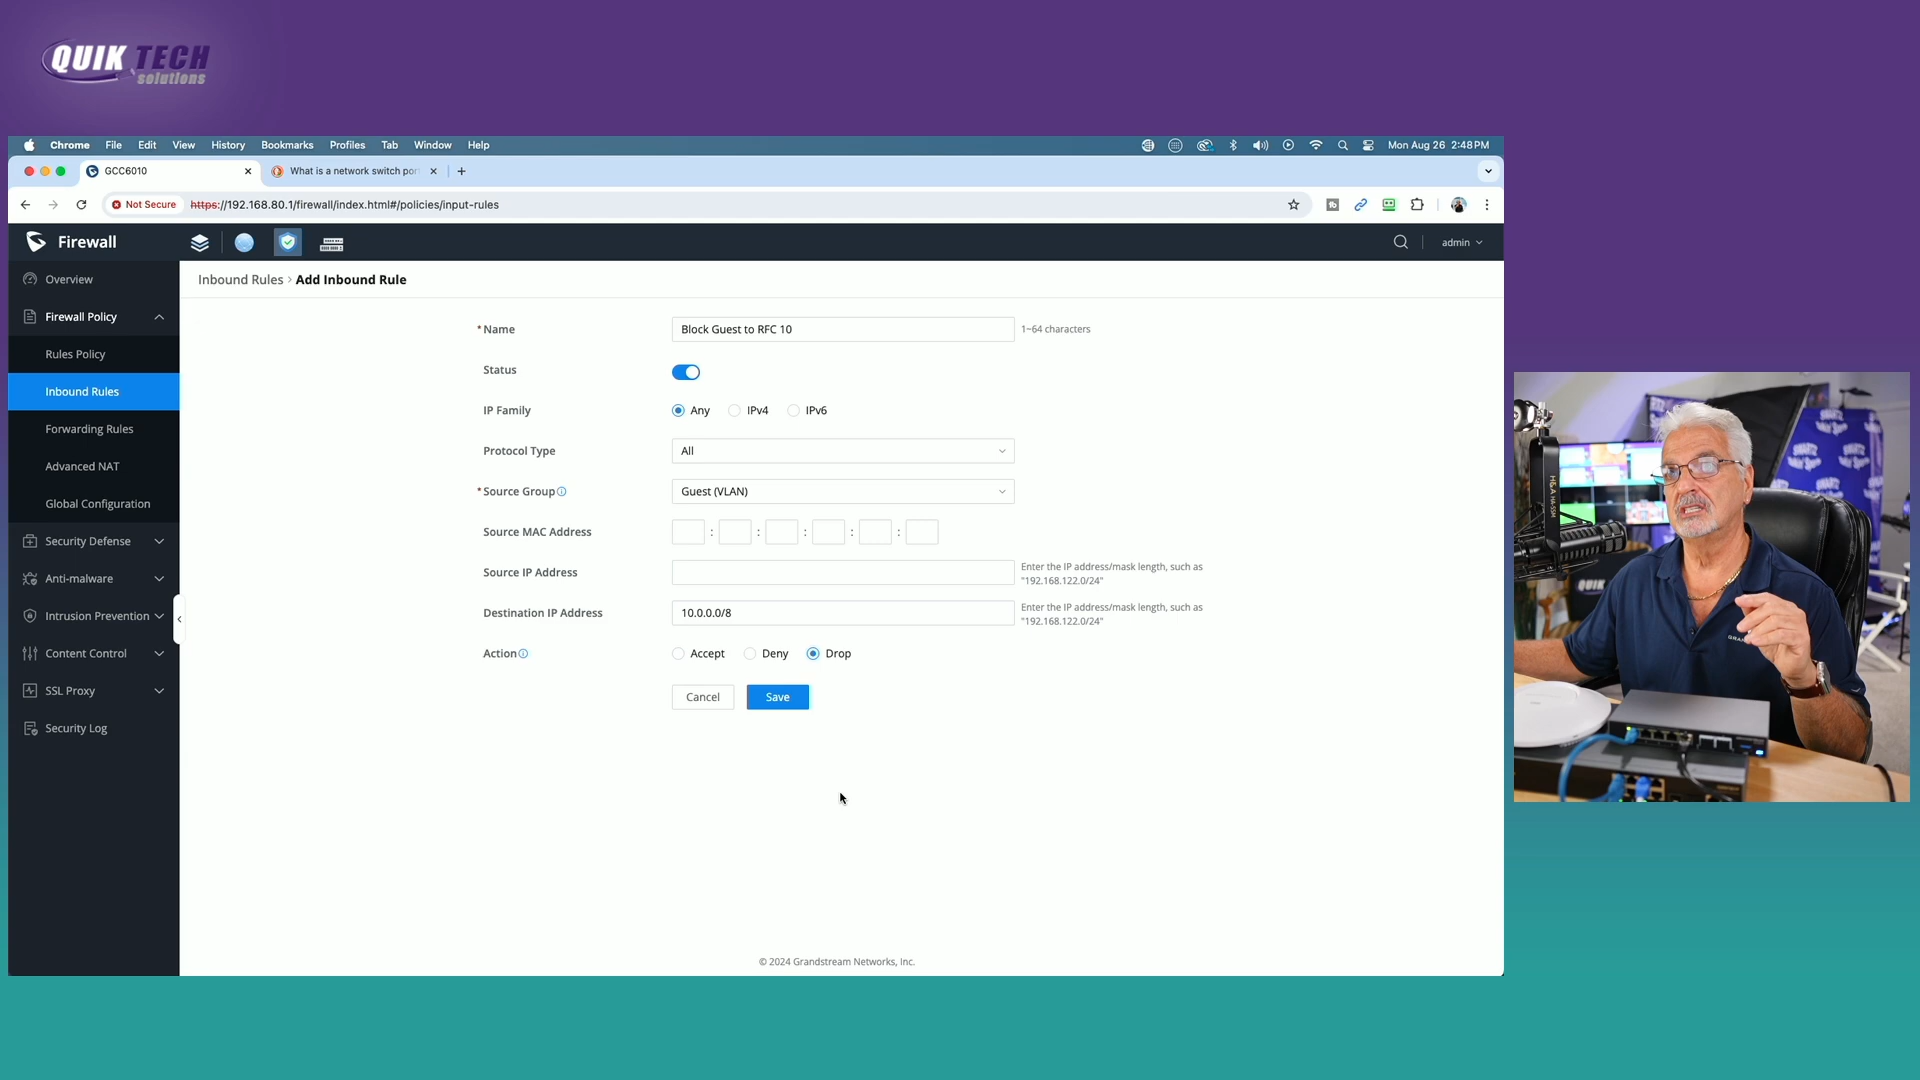 QUIK TECH
solutions
Chrome File Edit View History Bookmarks Profiles Tab Window Help
Mon Aug 26 2:48 PM
GCC6010
What is a network switch por
Not Secure https://192.168.80.1/firewall/index.html#/policies/input-rules
Firewall
admin
Overview
Firewall Policy
Rules Policy
Inbound Rules
Forwarding Rules
Advanced NAT
Global Configuration
Security Defense
Anti-malware
Intrusion Prevention
Content Control
SSL Proxy
Security Log
Inbound Rules > Add Inbound Rule
* Name Block Guest to RFC 10 1~64 characters
Status
IP Family Any IPv4 IPv6
Protocol Type All
* Source Group Guest (VLAN)
Source MAC Address : : : : :
Source IP Address Enter the IP address/mask length, such as
"192.168.122.0/24"
Destination IP Address 10.0.0.0/8 Enter the IP address/mask length, such as
"192.168.122.0/24"
Action Accept Deny Drop
Cancel Save
© 2024 Grandstream Networks, Inc.
QUIK